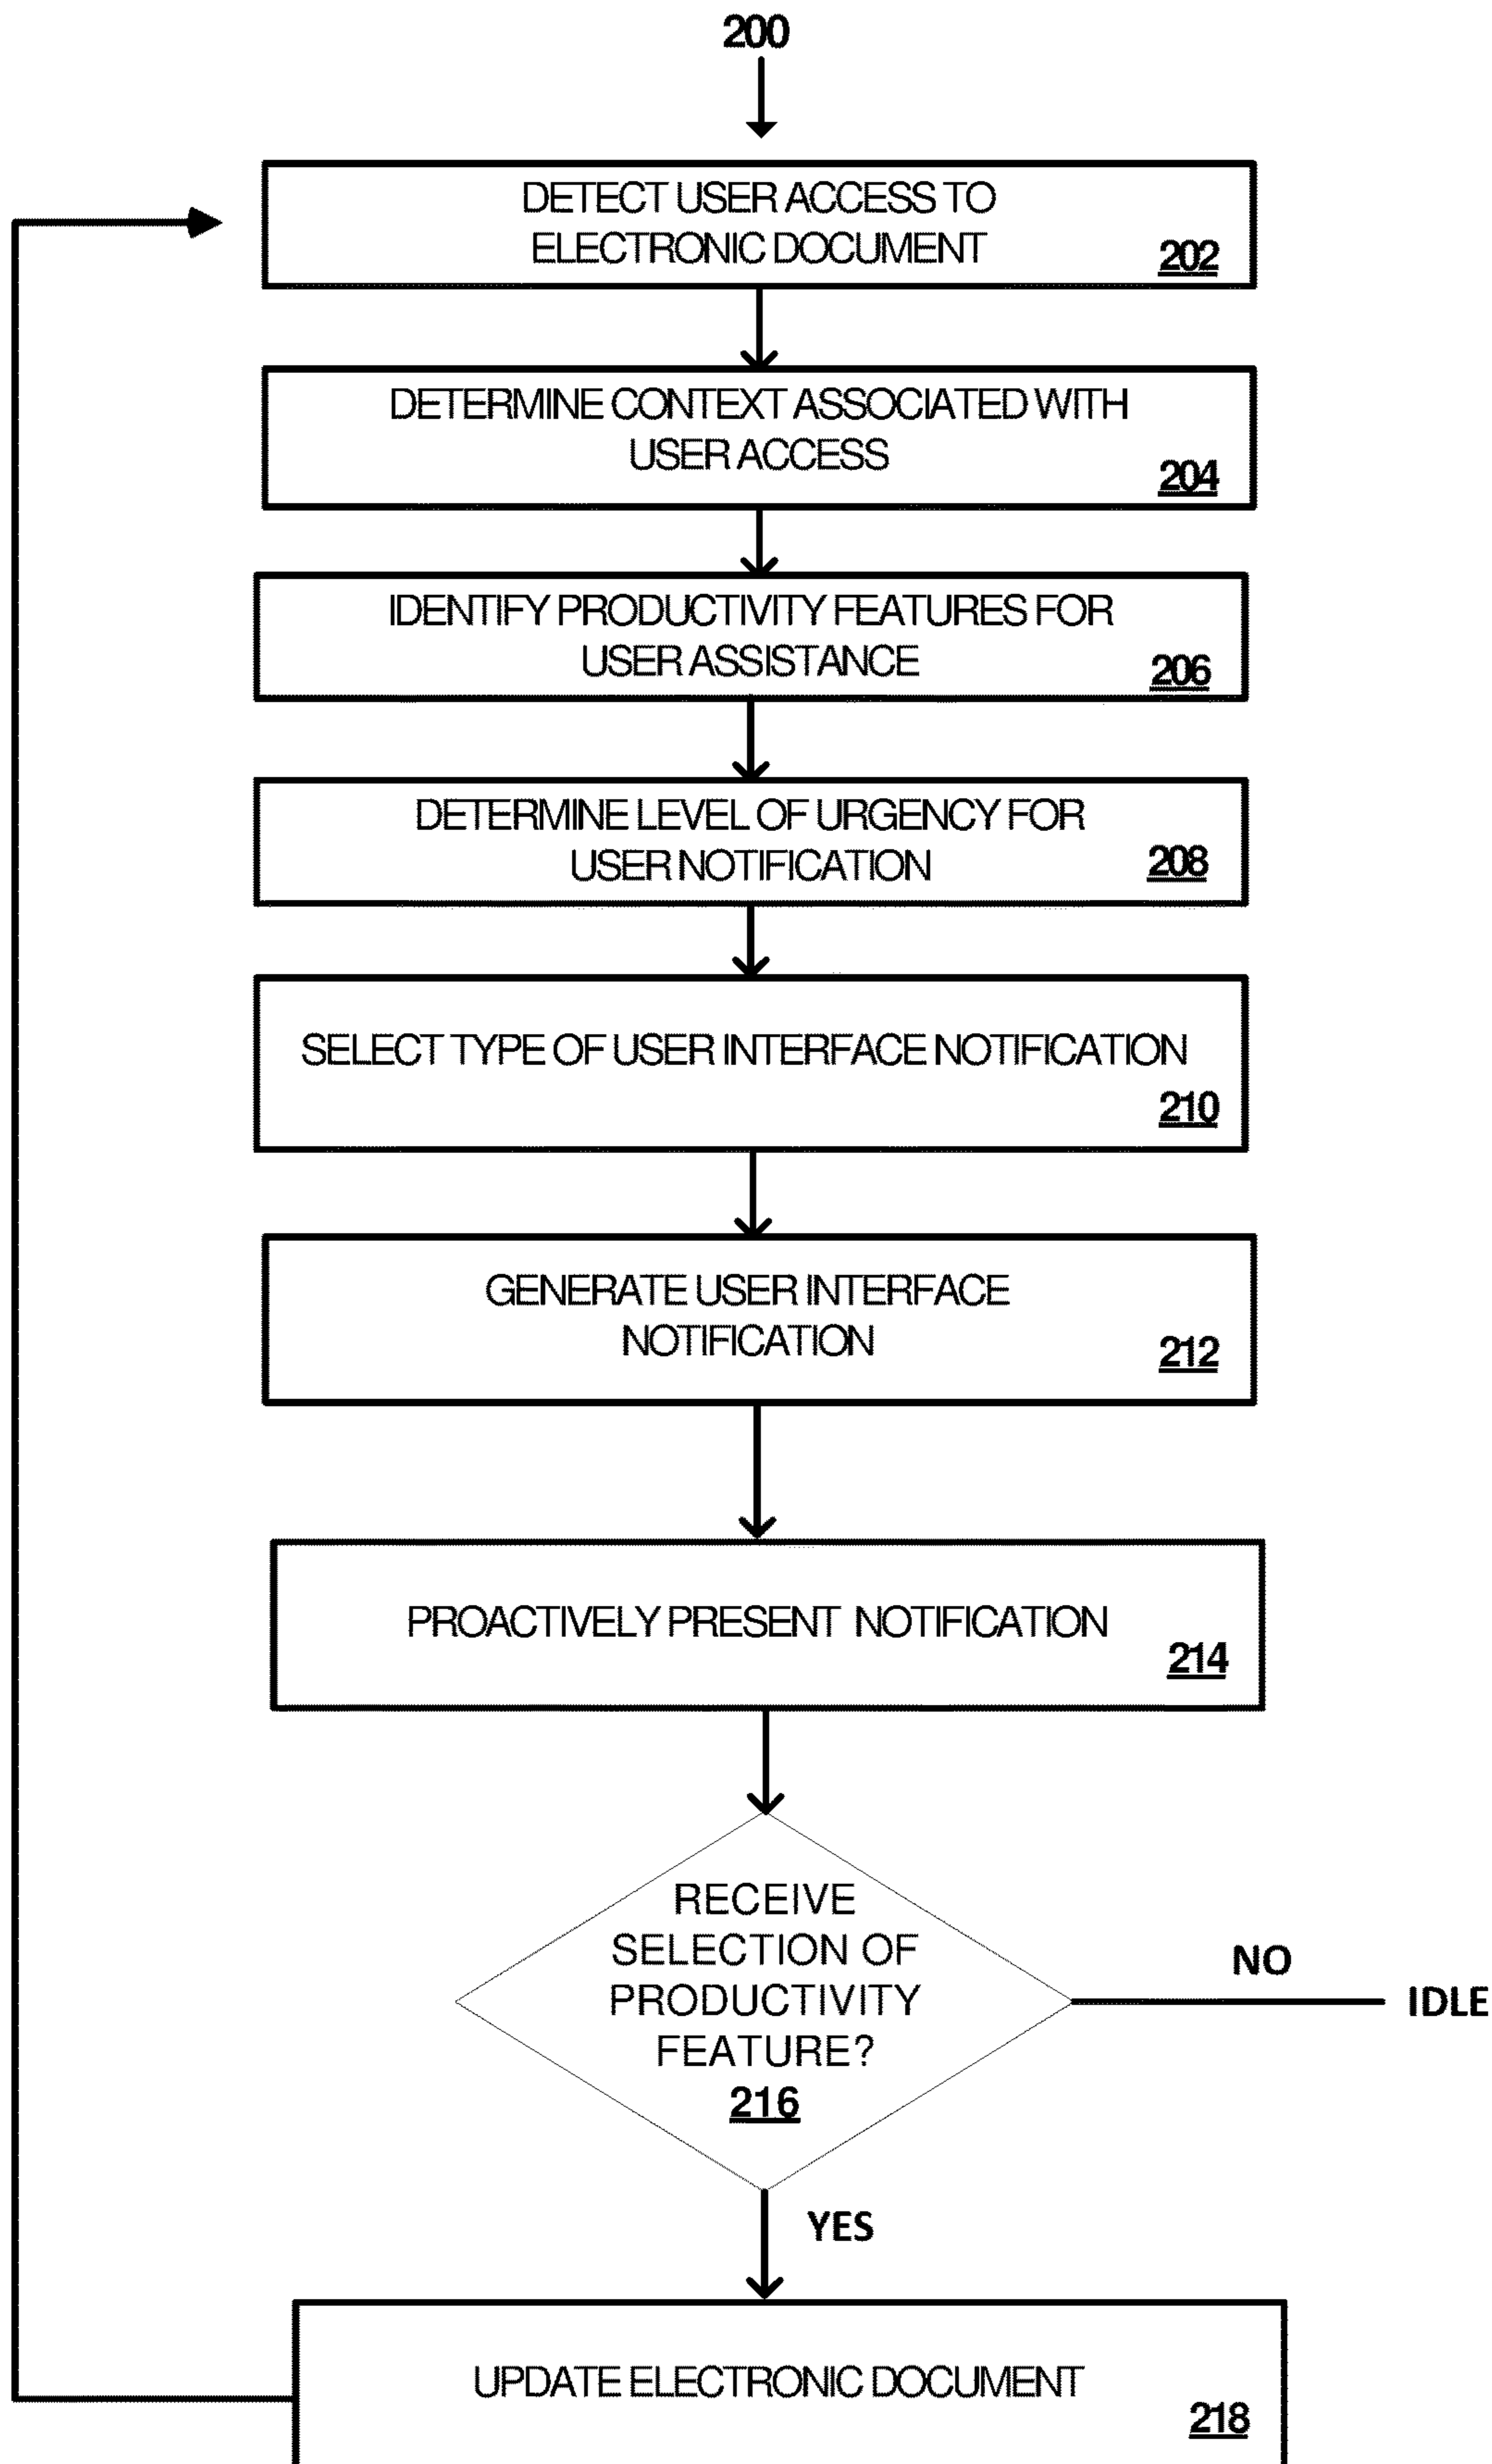 200
DETECT USER ACCESS TO
ELECTRONIC DOCUMENT
202
DETERMINE CONTEXT ASSOCIATED WITH
USER ACCESS
204
IDENTIFY PRODUCTIVITY FEATURES FOR
USER ASSISTANCE
206
DETERMINE LEVEL OF URGENCY FOR
USER NOTIFICATION
208
SELECT TYPE OF USER INTERFACE NOTIFICATION
210
GENERATE USER INTERFACE
NOTIFICATION
212
PROACTIVELY PRESENT NOTIFICATION
214
RECEIVE
SELECTION OF
PRODUCTIVITY
FEATURE?
216
NO
IDLE
YES
UPDATE ELECTRONIC DOCUMENT
218